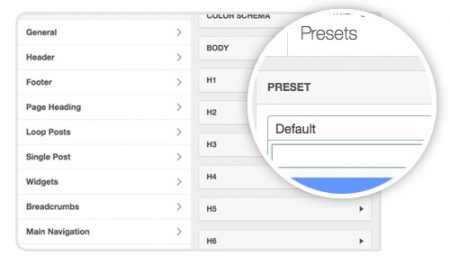 General
Header
Footer
Page Heading
Loop Posts
Single Post
Widgets
Breadcrumbs
Main Navigation
COLOR SCHEMA
BODY
H1
H2
H3
H4
H5
H6
Presets
PRESET
Default